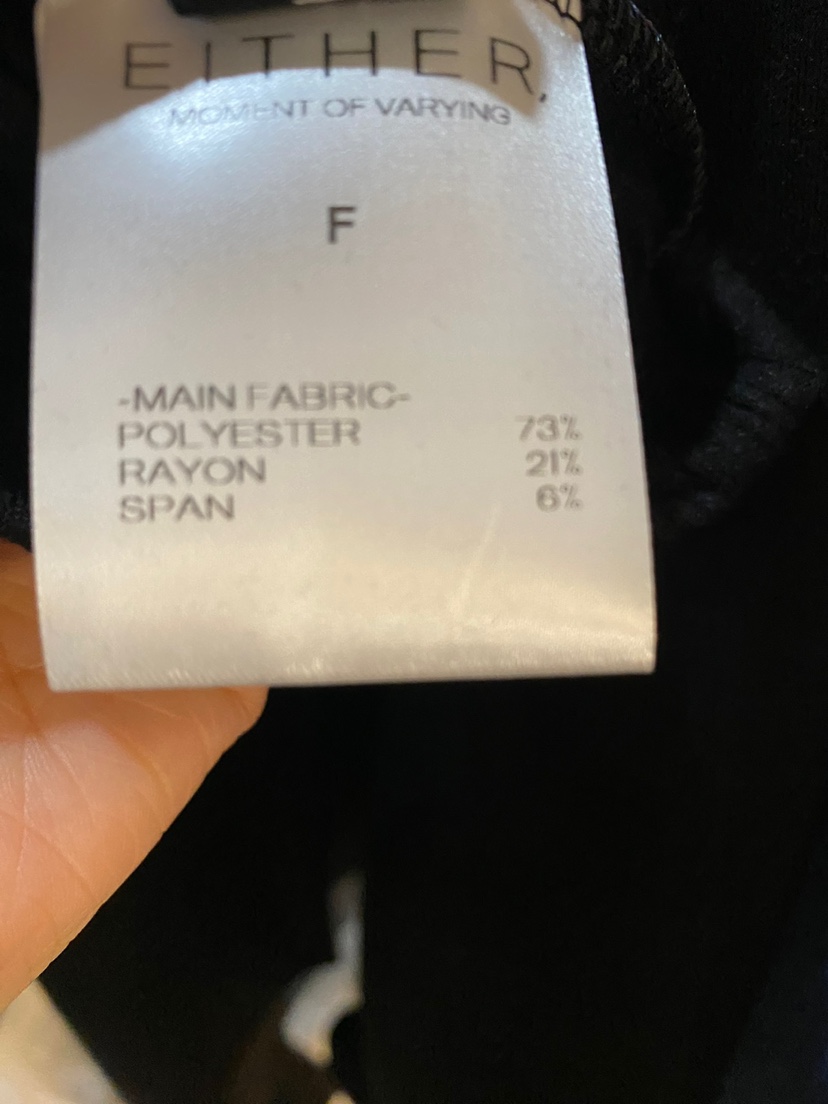 EITHER,
MOMENT OF VARYING
F
-MAIN FABRIC-
POLYESTER 73%
RAYON 21%
SPAN 6%